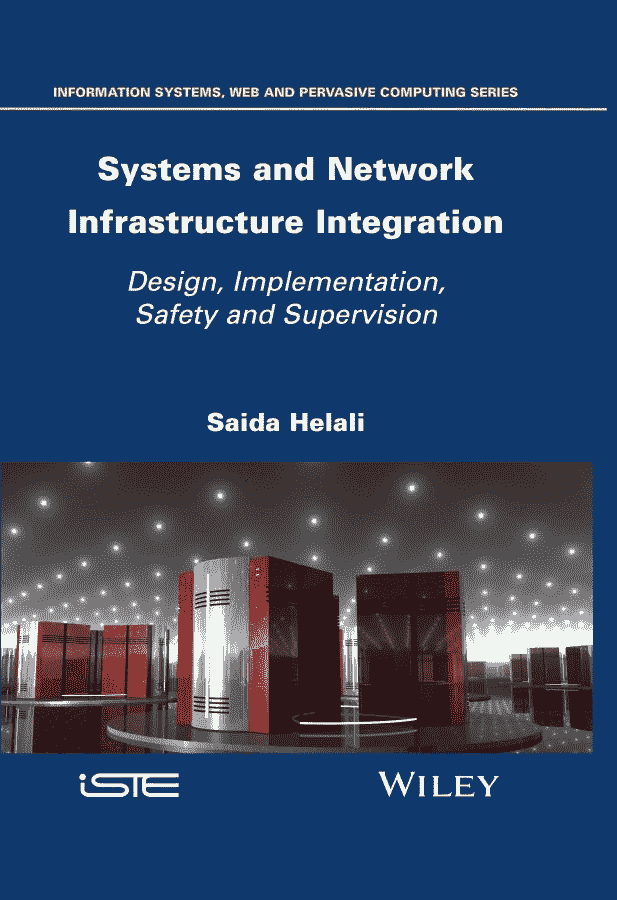 INFORMATION SYSTEMS, WEB AND PERVASIVE COMPUTING SERIES
Systems and Network
Infrastructure Integration
Design, Implementation,
Safety and Supervision
Saida Helali
iSTE
WILEY